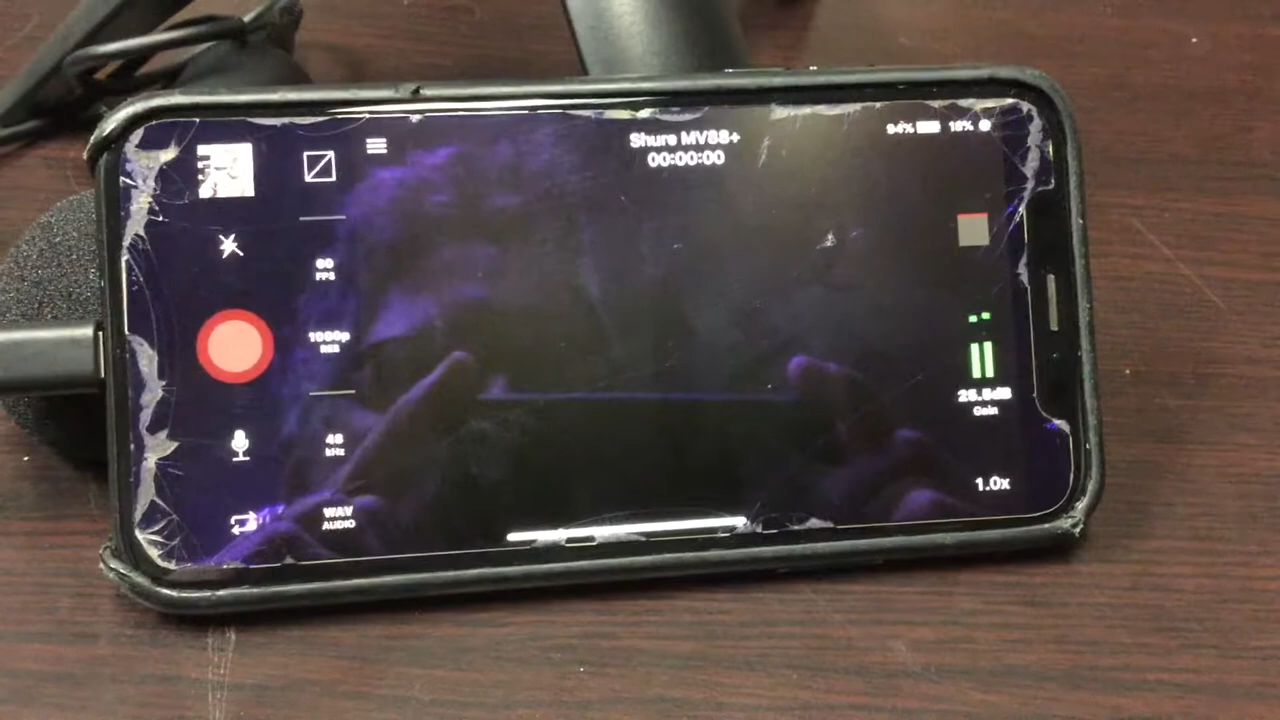 Shure MV88+
00:00:00
94% 18%
60
FPS
1080p
RES
48
kHz
WAV
AUDIO
25.5dB
Gain
1.0x